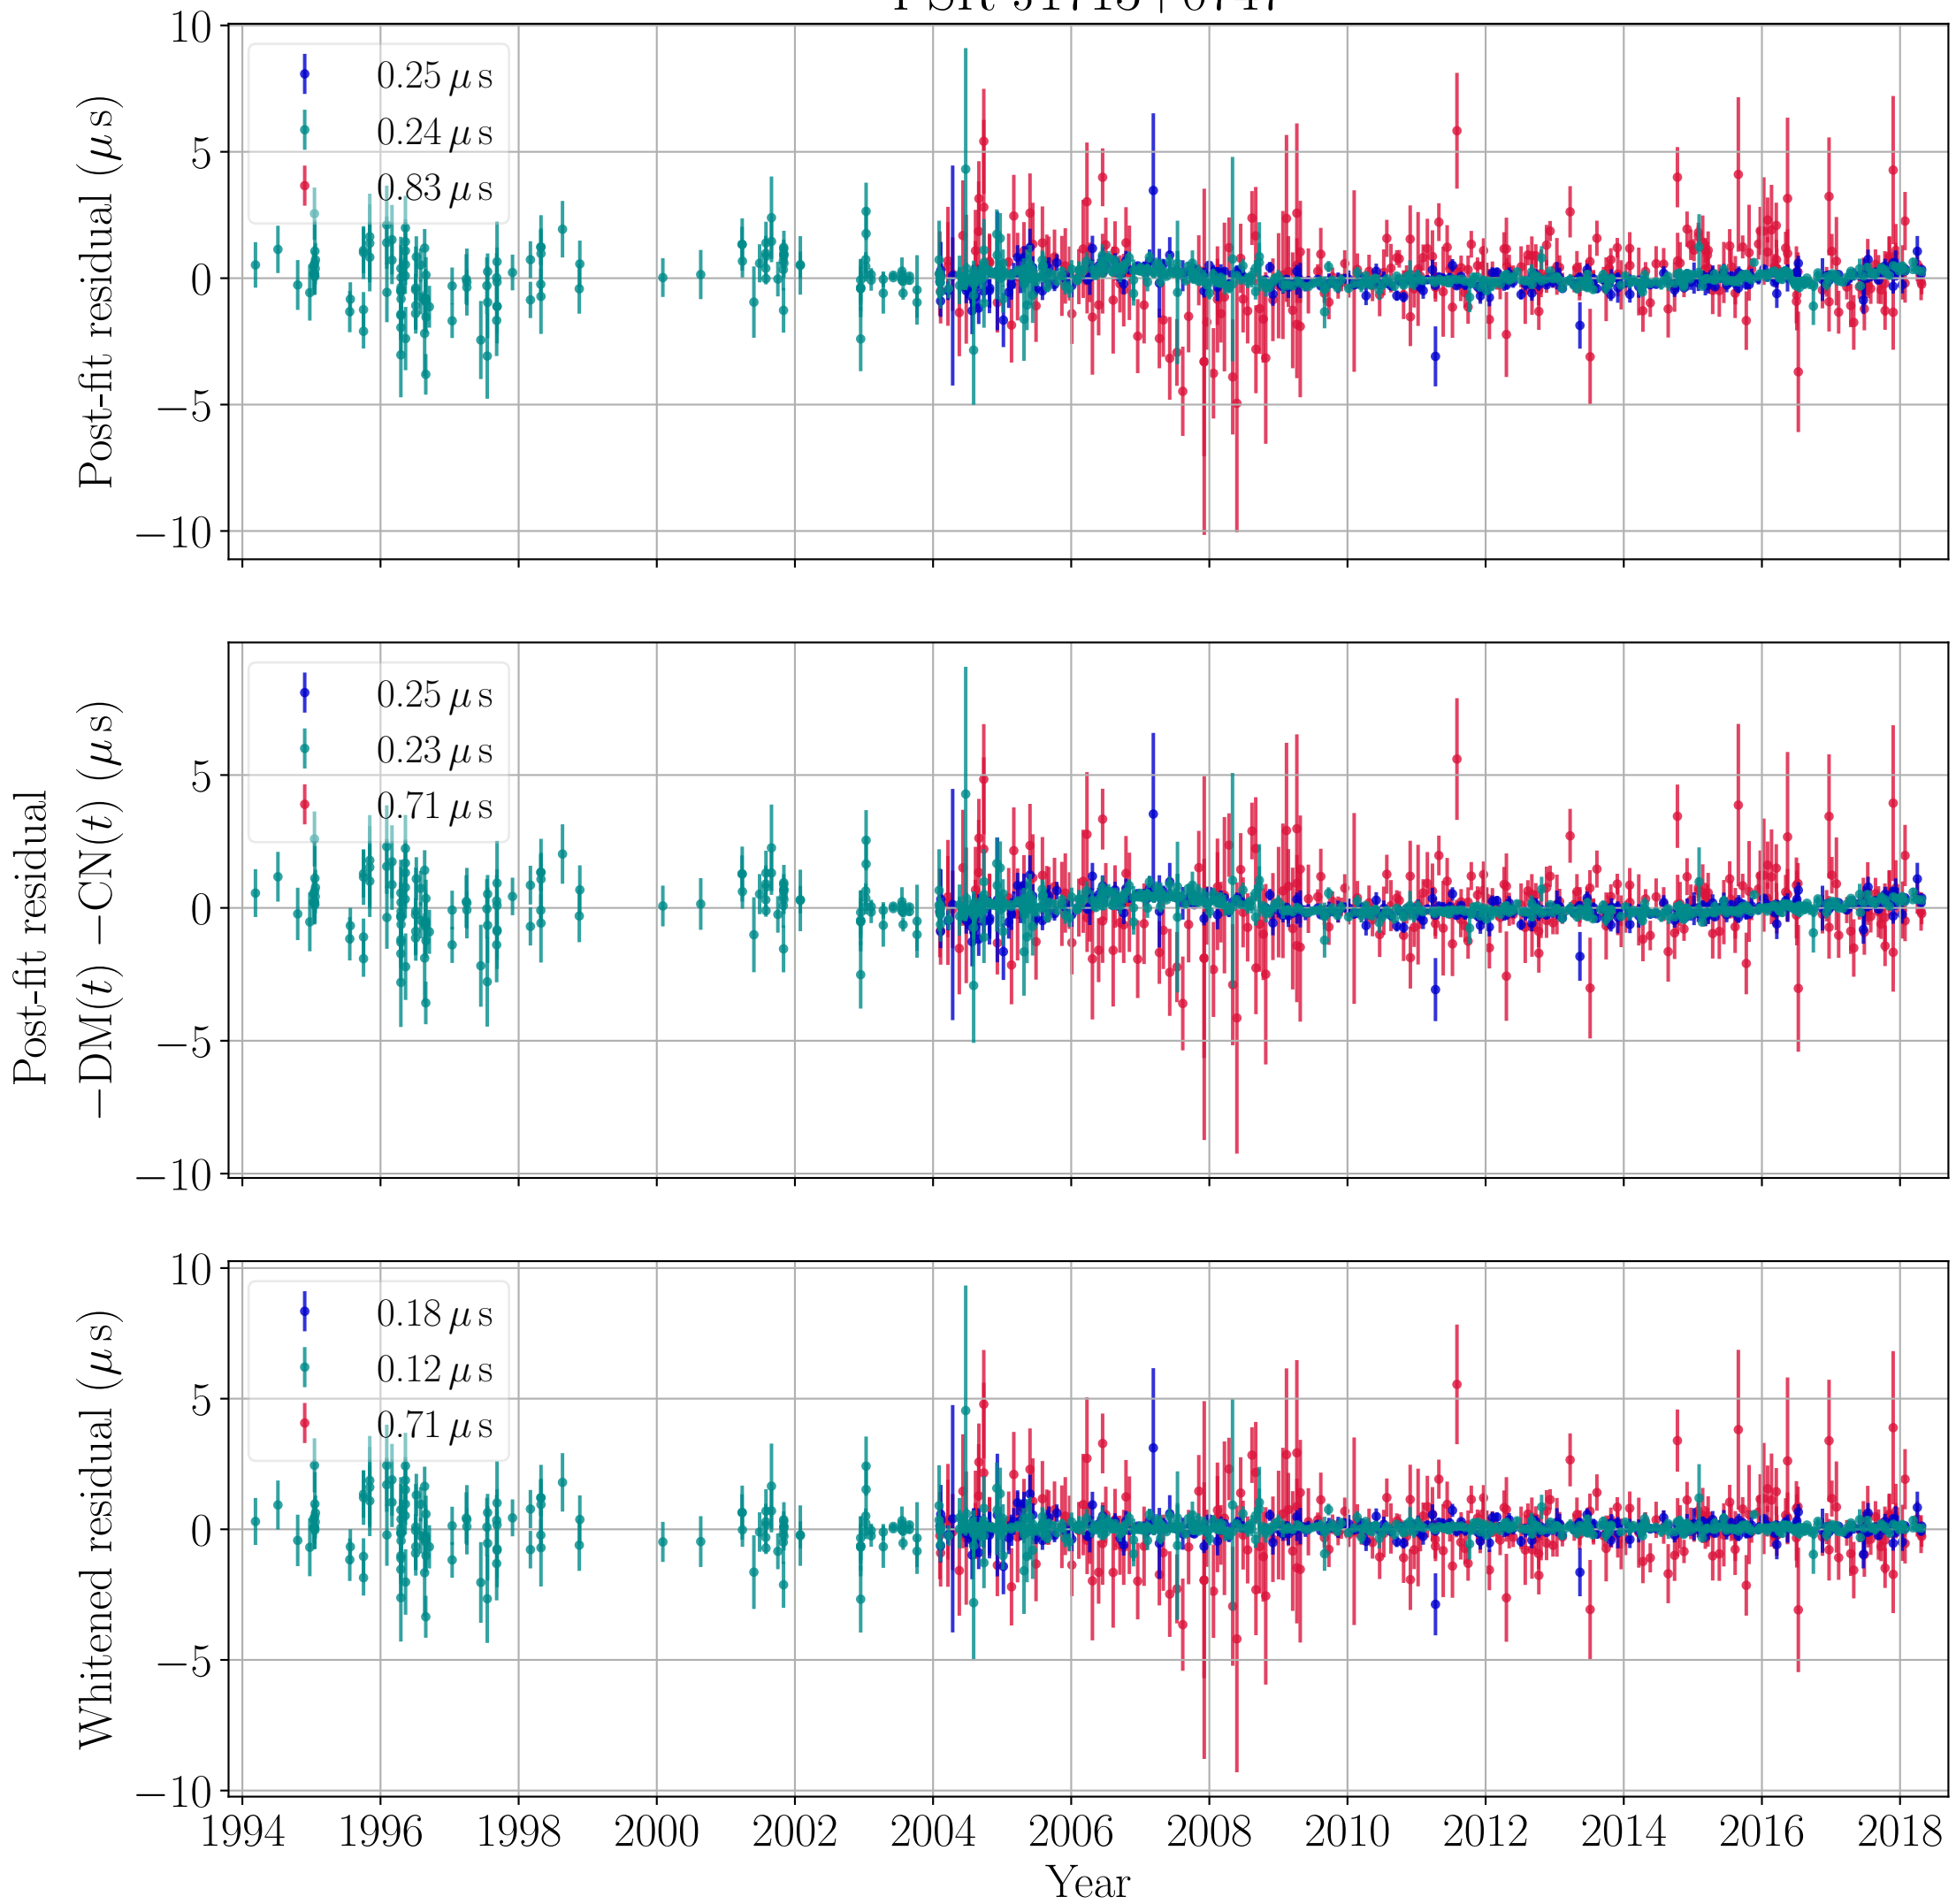 10
5
0
−5
−10
Post-fit residual (μs)
0.25 μs
0.24 μs
0.83 μs
5
0
−5
−10
Post-fit residual
−DM(t) −CN(t) (μs)
0.25 μs
0.23 μs
0.71 μs
10
5
0
−5
−10
Whitened residual (μs)
0.18 μs
0.12 μs
0.71 μs
1994 1996 1998 2000 2002 2004 2006 2008 2010 2012 2014 2016 2018
Year